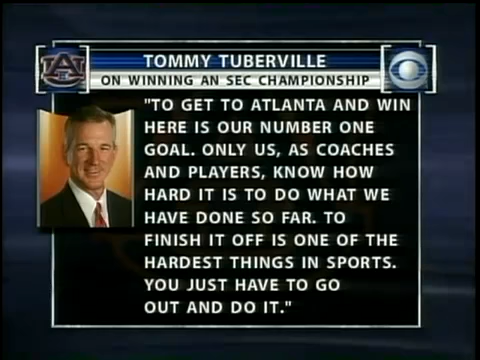 AU
TOMMY TUBERVILLE
ON WINNING AN SEC CHAMPIONSHIP
"TO GET TO ATLANTA AND WIN
HERE IS OUR NUMBER ONE
GOAL. ONLY US, AS COACHES
AND PLAYERS, KNOW HOW
HARD IT IS TO DO WHAT WE
HAVE DONE SO FAR. TO
FINISH IT OFF IS ONE OF THE
HARDEST THINGS IN SPORTS.
YOU JUST HAVE TO GO
OUT AND DO IT."